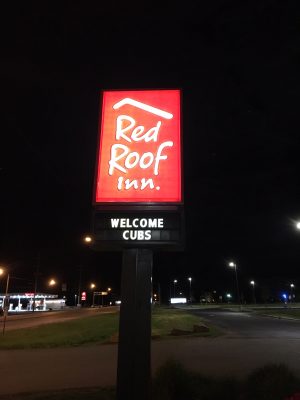 Red
Roof
Inn.
WELCOME
CUBS